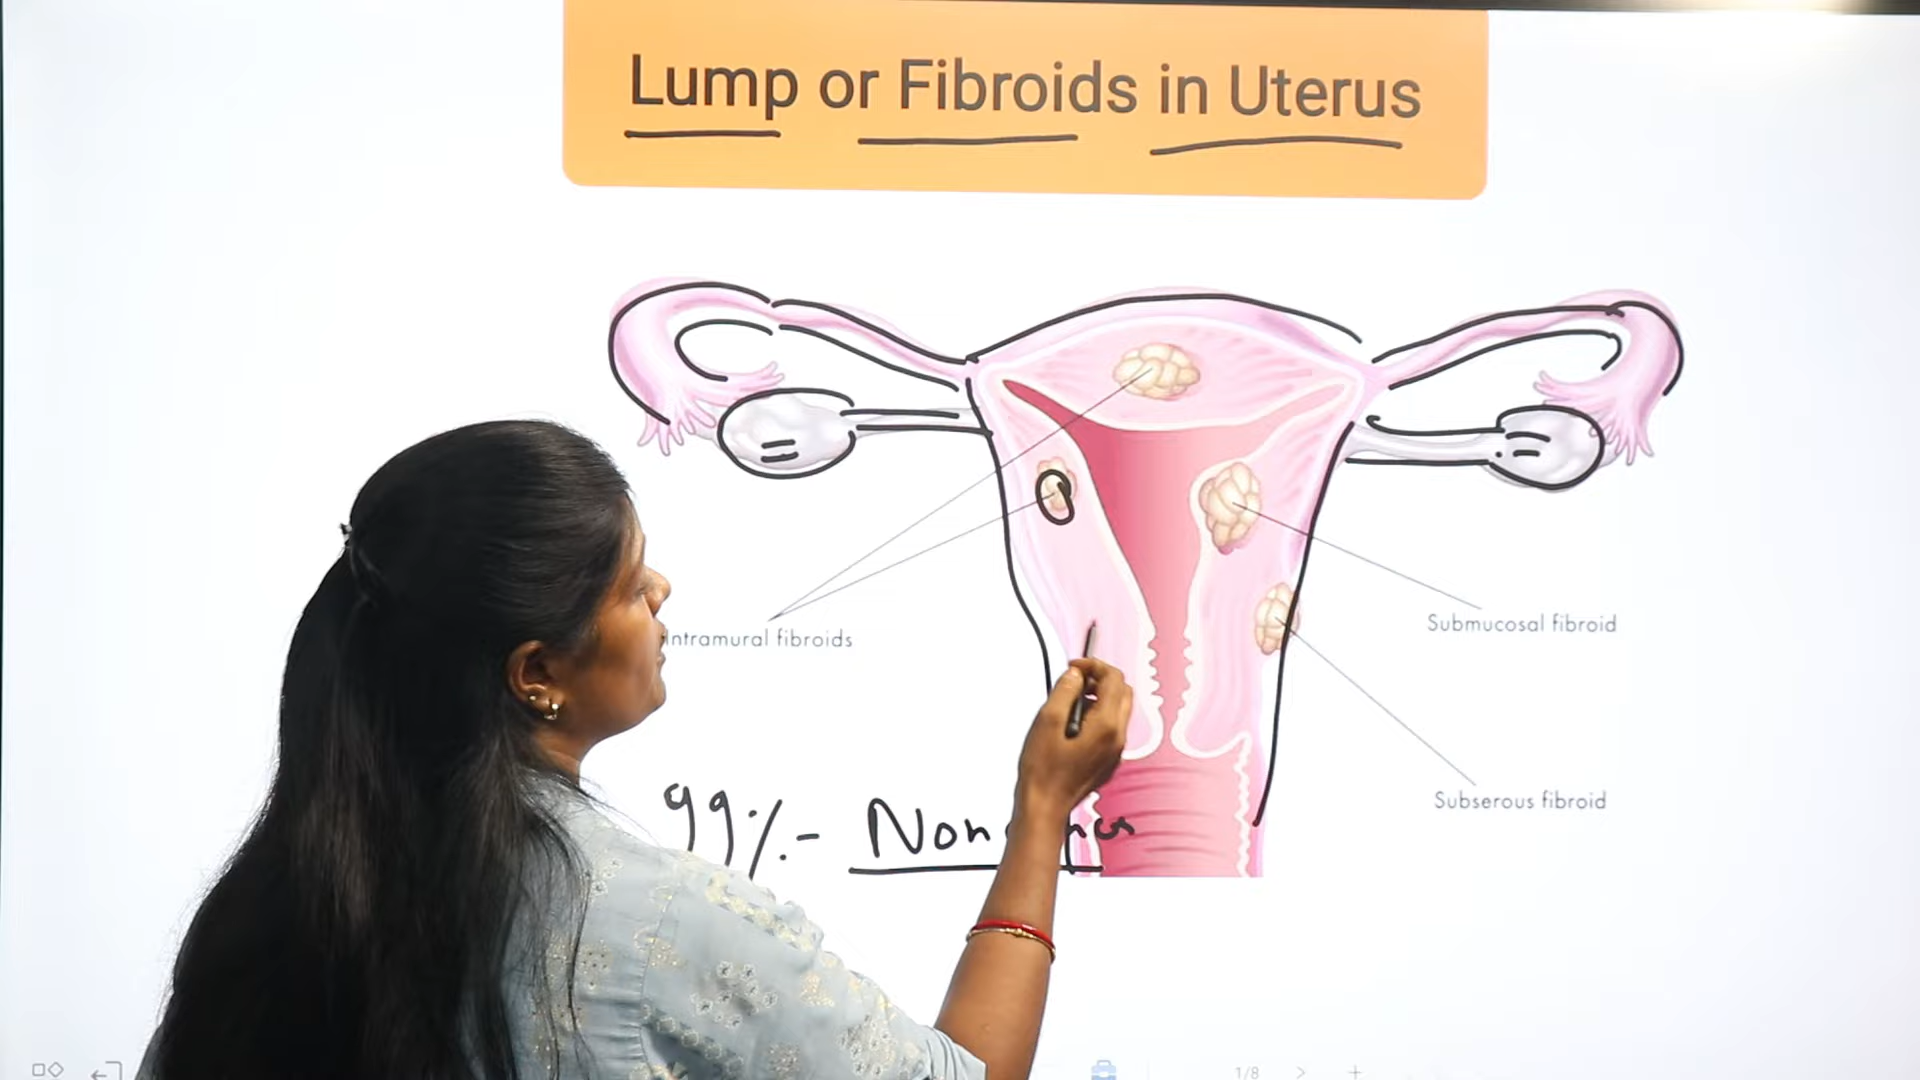 Lump or Fibroids in Uterus
Intramural fibroids
Submucosal fibroid
Subserous fibroid
99%- Non
1/8